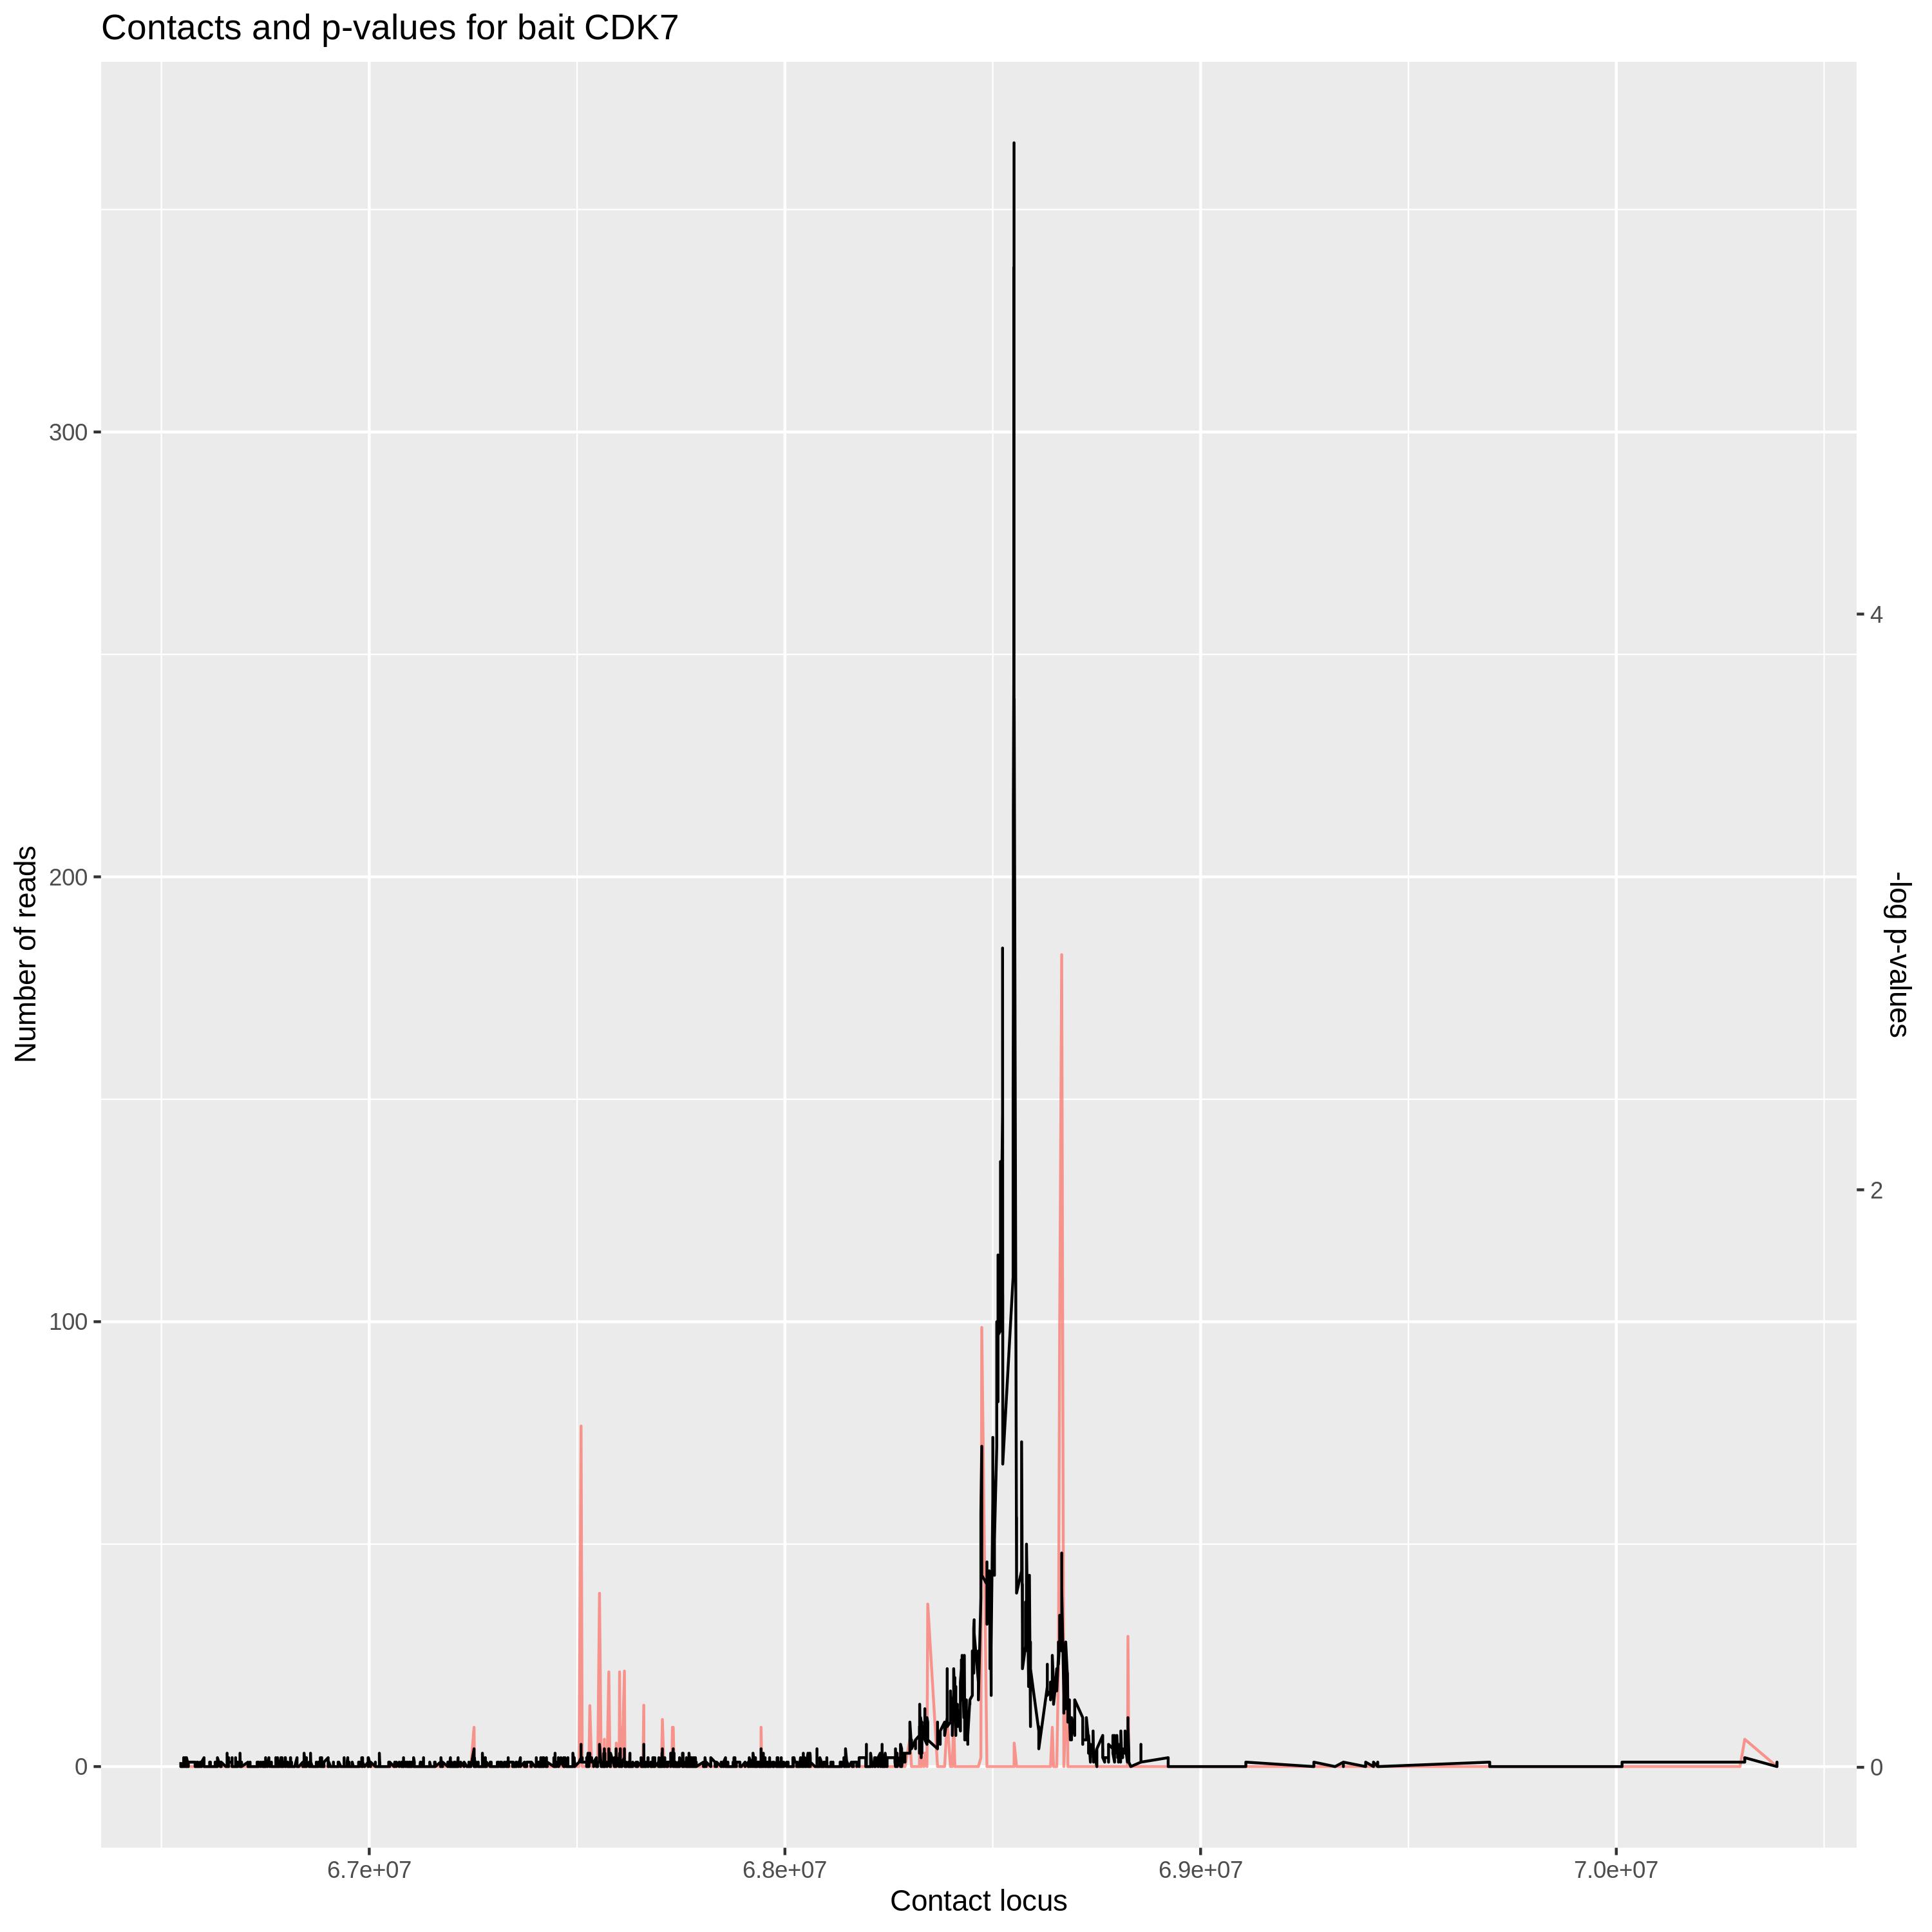 Contacts and p-values for bait CDK7
Number of reads
300
200
100
0
-log p-values
4
2
0
6.7e+07
6.8e+07
6.9e+07
7.0e+07
Contact locus